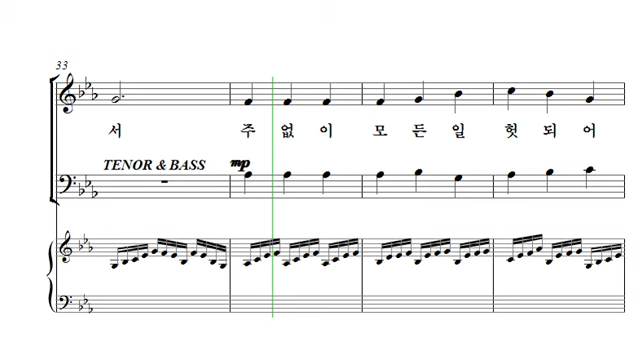 33
서 주 없 이 모 든 일 헛 되 어
TENOR & BASS mp